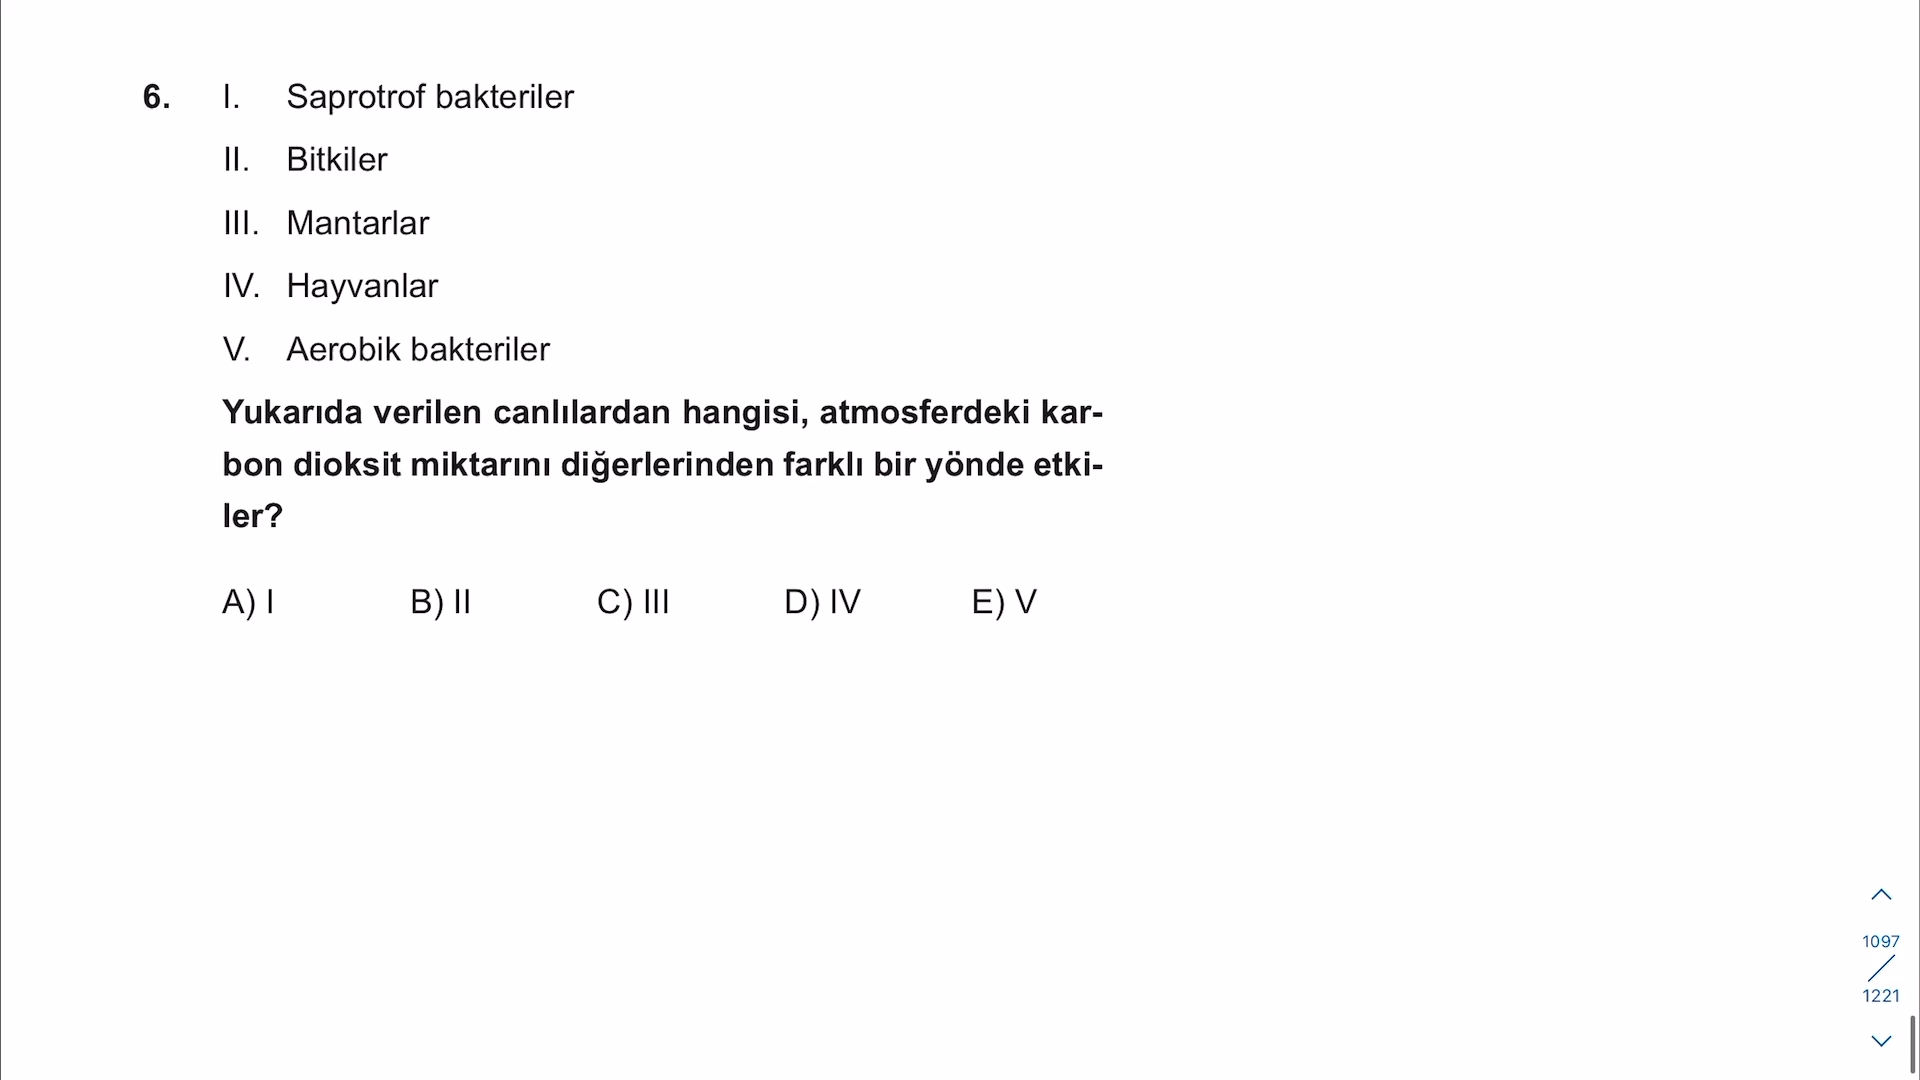 6. I. Saprotrof bakteriler
II. Bitkiler
III. Mantarlar
IV. Hayvanlar
V. Aerobik bakteriler
Yukarıda verilen canlılardan hangisi, atmosferdeki kar-
bon dioksit miktarını diğerlerinden farklı bir yönde etki-
ler?
A) I B) II C) III D) IV E) V
1097
1221